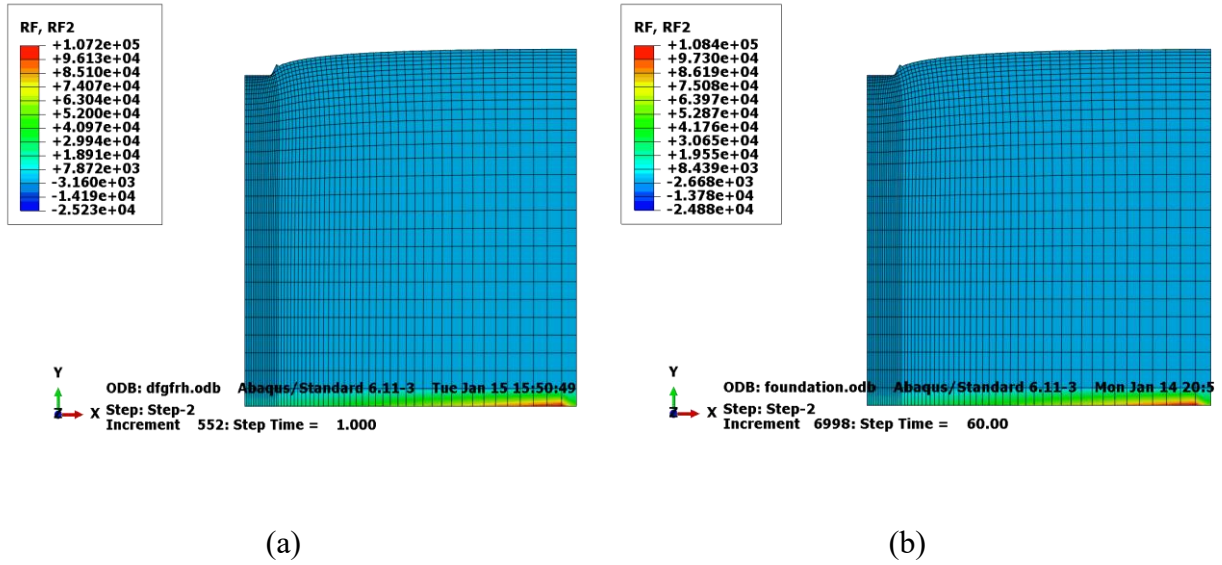 RF, RF2
+1.072e+05
+9.613e+04
+8.510e+04
+7.407e+04
+6.304e+04
+5.200e+04
+4.097e+04
+2.994e+04
+1.891e+04
+7.872e+03
-3.160e+03
-1.419e+04
-2.523e+04
Y
X
Z
ODB: dfgfrh.odb Abaqus/Standard 6.11-3 Tue Jan 15 15:50:49
Step: Step-2
Increment 552: Step Time = 1.000
(a)
RF, RF2
+1.084e+05
+9.730e+04
+8.619e+04
+7.508e+04
+6.397e+04
+5.287e+04
+4.176e+04
+3.065e+04
+1.955e+04
+8.439e+03
-2.668e+03
-1.378e+04
-2.488e+04
Y
X
Z
ODB: foundation.odb Abaqus/Standard 6.11-3 Mon Jan 14 20:5
Step: Step-2
Increment 6998: Step Time = 60.00
(b)